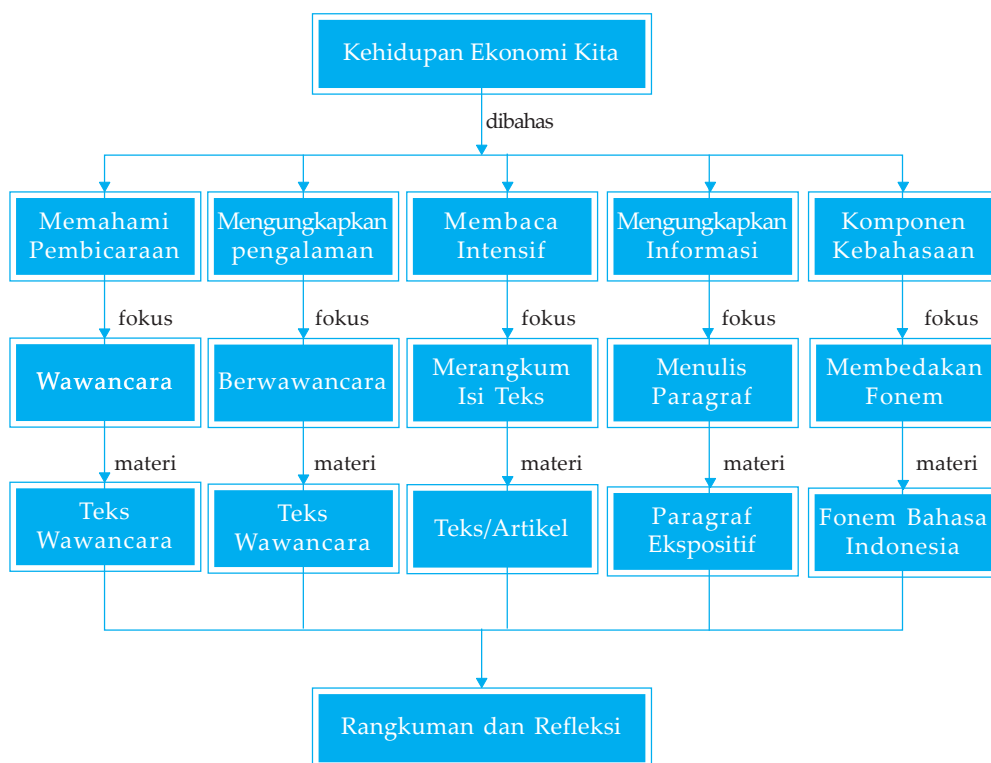 Kehidupan Ekonomi Kita
dibahas
Memahami
Pembicaraan
Mengungkapkan
pengalaman
Membaca
Intensif
Mengungkapkan
Informasi
Komponen
Kebahasaan
fokus
fokus
fokus
fokus
fokus
Wawancara
Berwawancara
Merangkum
Isi Teks
Menulis
Paragraf
Membedakan
Fonem
materi
materi
materi
materi
materi
Teks
Wawancara
Teks
Wawancara
Teks/Artikel
Paragraf
Ekspositif
Fonem Bahasa
Indonesia
Rangkuman dan Refleksi